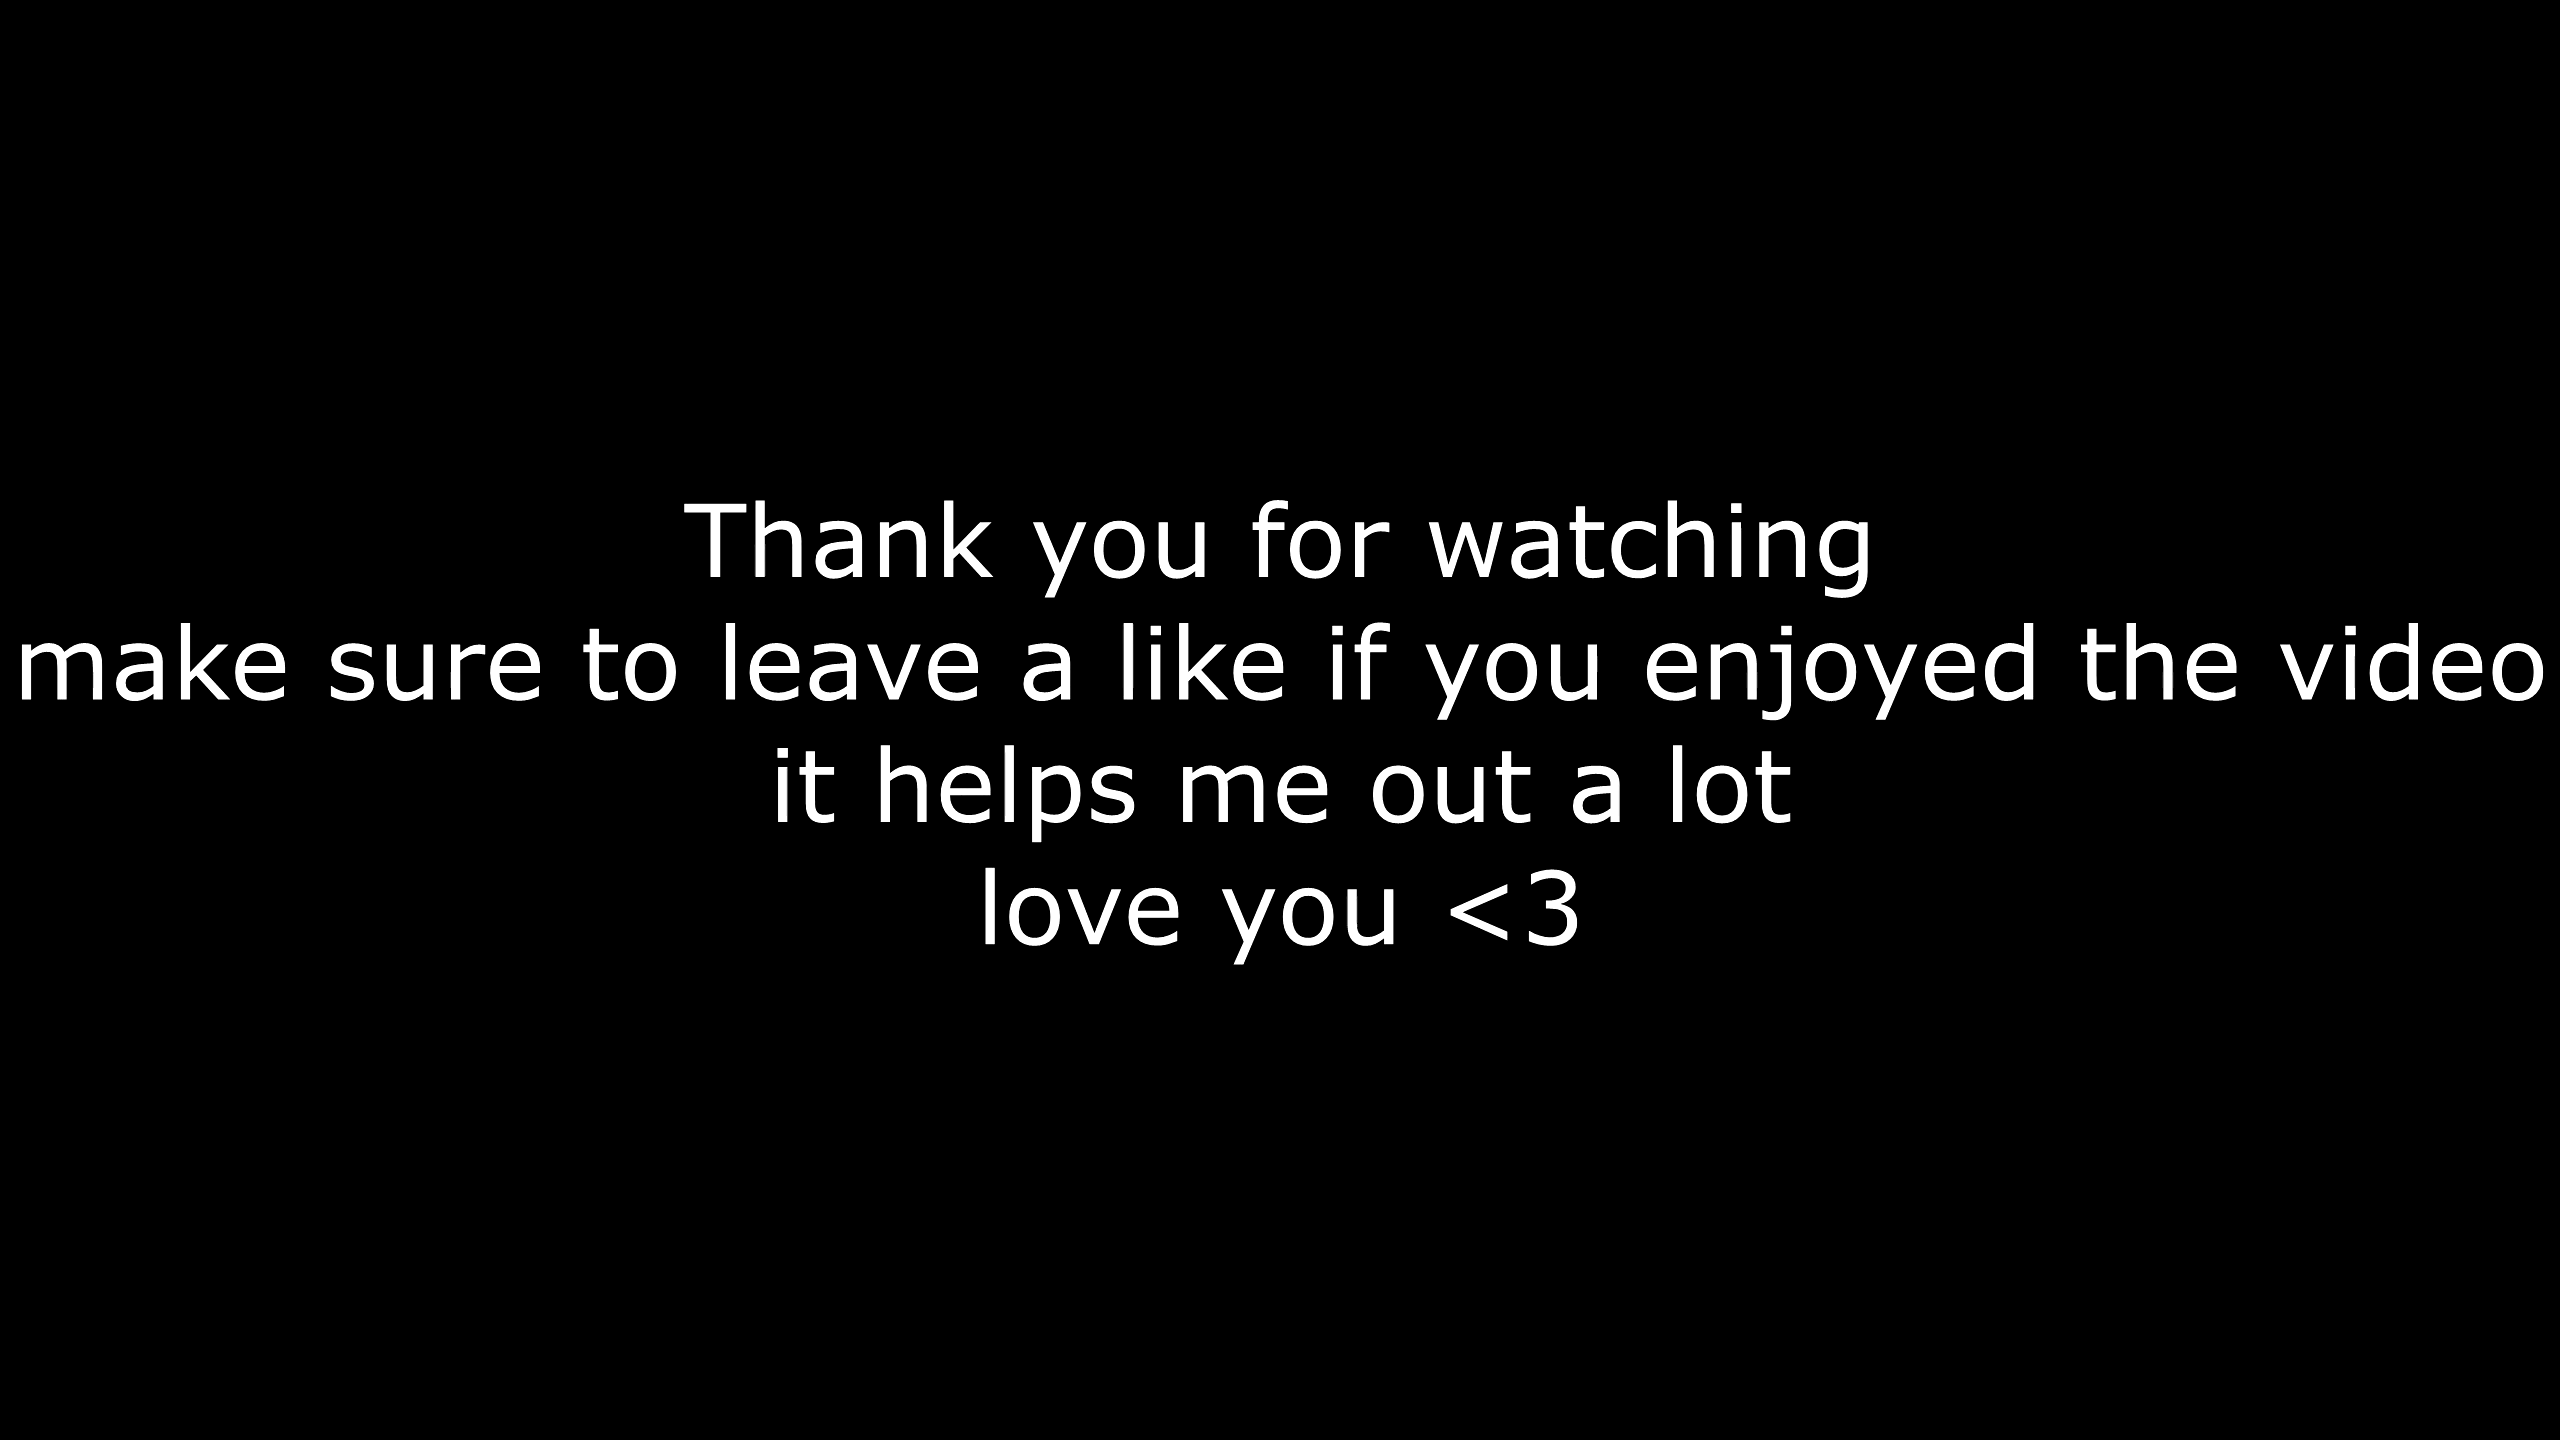 Thank you for watching
make sure to leave a like if you enjoyed the video
it helps me out a lot
love you <3